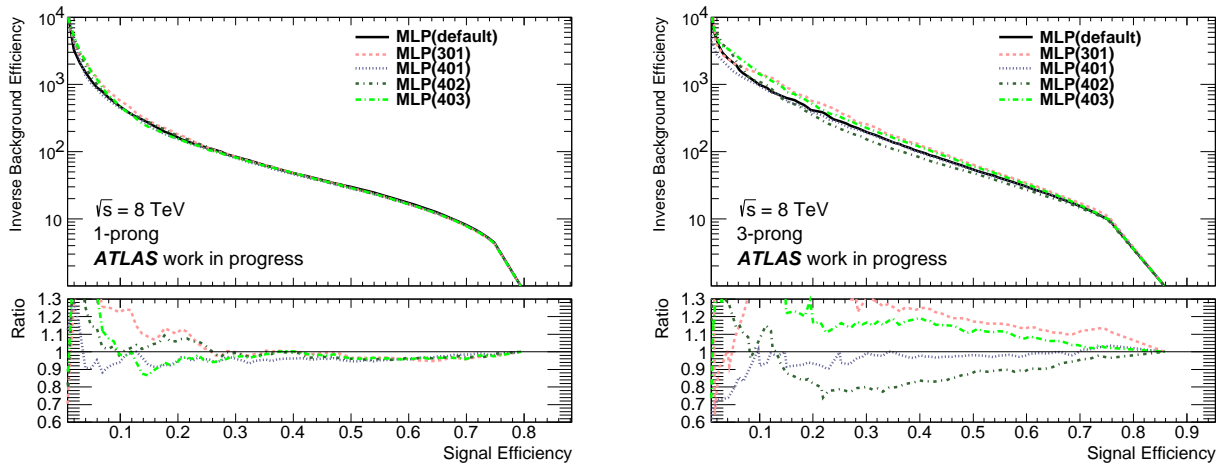 Inverse Background Efficiency
10⁴
10³
10²
10
MLP(default)
MLP(301)
MLP(401)
MLP(402)
MLP(403)
√s = 8 TeV
1-prong
ATLAS work in progress
Ratio
1.3
1.2
1.1
1
0.9
0.8
0.7
0.6
0.1 0.2 0.3 0.4 0.5 0.6 0.7 0.8
Signal Efficiency
Inverse Background Efficiency
10⁴
10³
10²
10
MLP(default)
MLP(301)
MLP(401)
MLP(402)
MLP(403)
√s = 8 TeV
3-prong
ATLAS work in progress
Ratio
1.3
1.2
1.1
1
0.9
0.8
0.7
0.6
0.1 0.2 0.3 0.4 0.5 0.6 0.7 0.8 0.9
Signal Efficiency